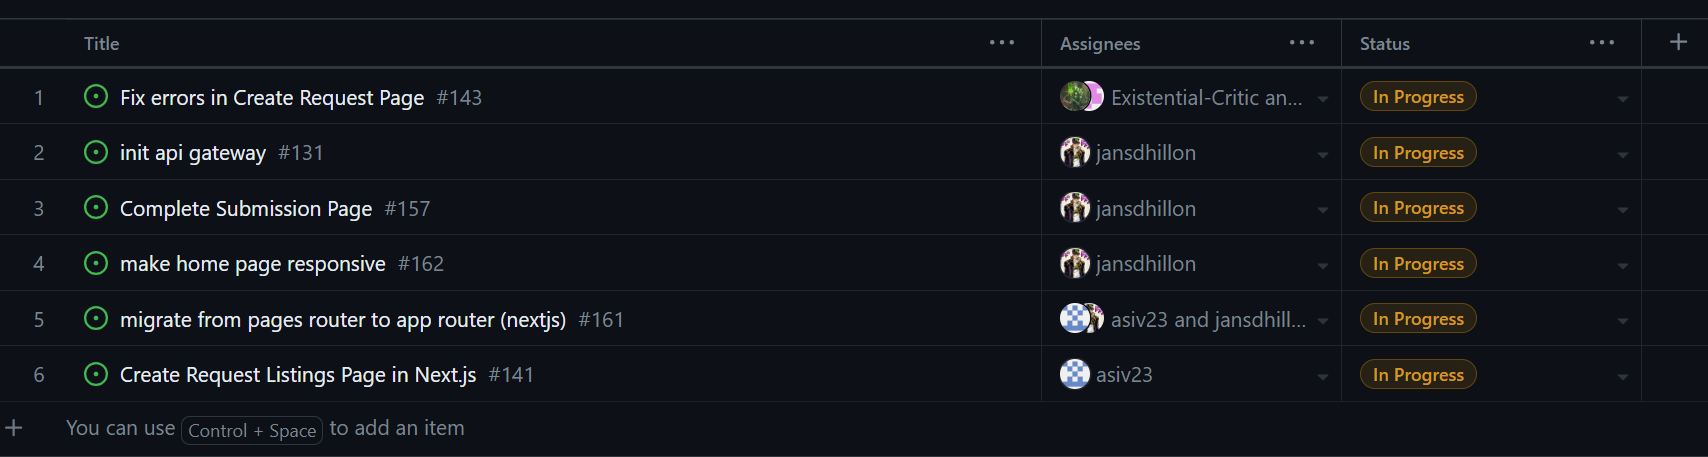 Title ... Assignees ... Status ... +
1 Fix errors in Create Request Page #143 Existential-Critic an... In Progress
2 init api gateway #131 jansdhillon In Progress
3 Complete Submission Page #157 jansdhillon In Progress
4 make home page responsive #162 jansdhillon In Progress
5 migrate from pages router to app router (nextjs) #161 asiv23 and jansdhill... In Progress
6 Create Request Listings Page in Next.js #141 asiv23 In Progress
+ You can use Control + Space to add an item